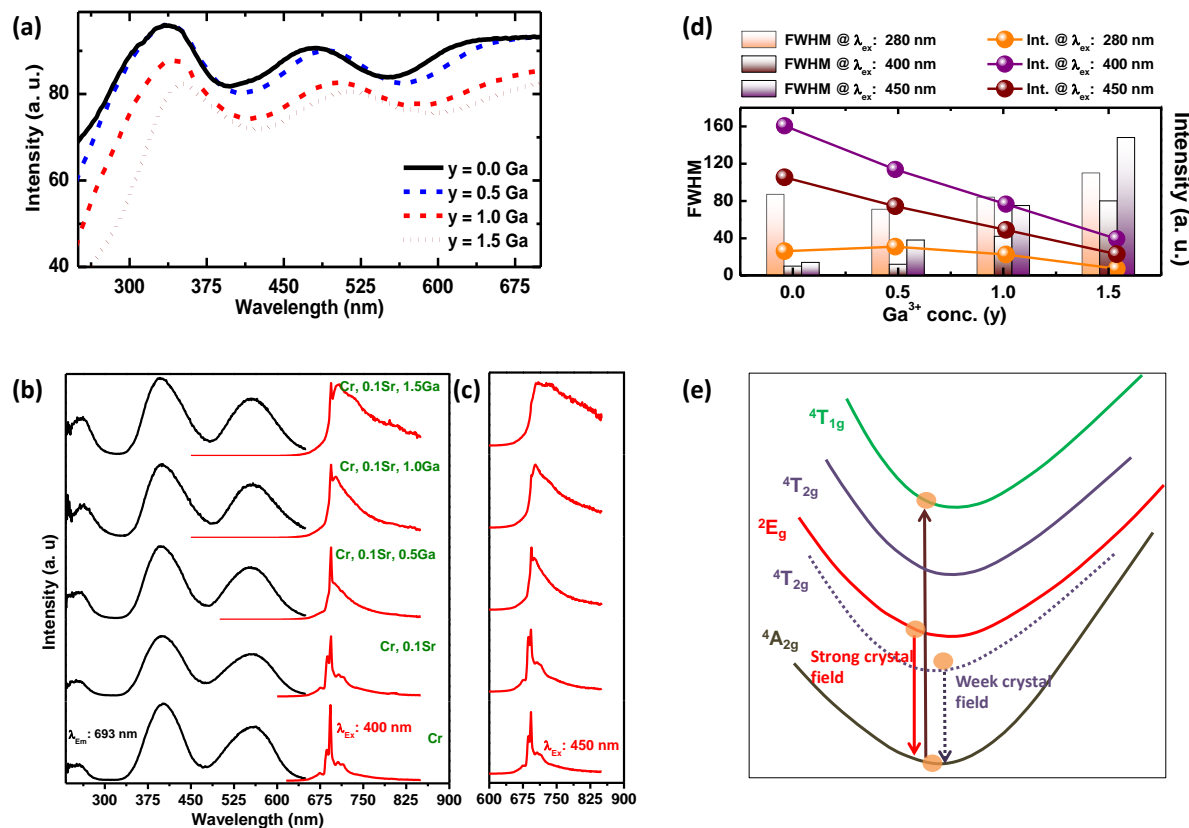 (a)
Intensity (a. u.)
80
60
40
y = 0.0 Ga
y = 0.5 Ga
y = 1.0 Ga
y = 1.5 Ga
300 375 450 525 600 675
Wavelength (nm)
(d)
FWHM @ λex: 280 nm
FWHM @ λex: 400 nm
FWHM @ λex: 450 nm
Int. @ λex: 280 nm
Int. @ λex: 400 nm
Int. @ λex: 450 nm
FWHM
160
120
80
40
0
Intensity (a. u.)
0.0 0.5 1.0 1.5
Ga3+ conc. (y)
(b)
Intensity (a. u)
Cr, 0.1Sr, 1.5Ga
Cr, 0.1Sr, 1.0Ga
Cr, 0.1Sr, 0.5Ga
Cr, 0.1Sr
λEm: 693 nm
λEx: 400 nm
Cr
300 375 450 525 600 675 750 825 900
Wavelength (nm)
(c)
λEx: 450 nm
600 675 750 825 900
(e)
4T1g
4T2g
2Eg
4T2g
4A2g
Strong crystal
field
Week crystal
field